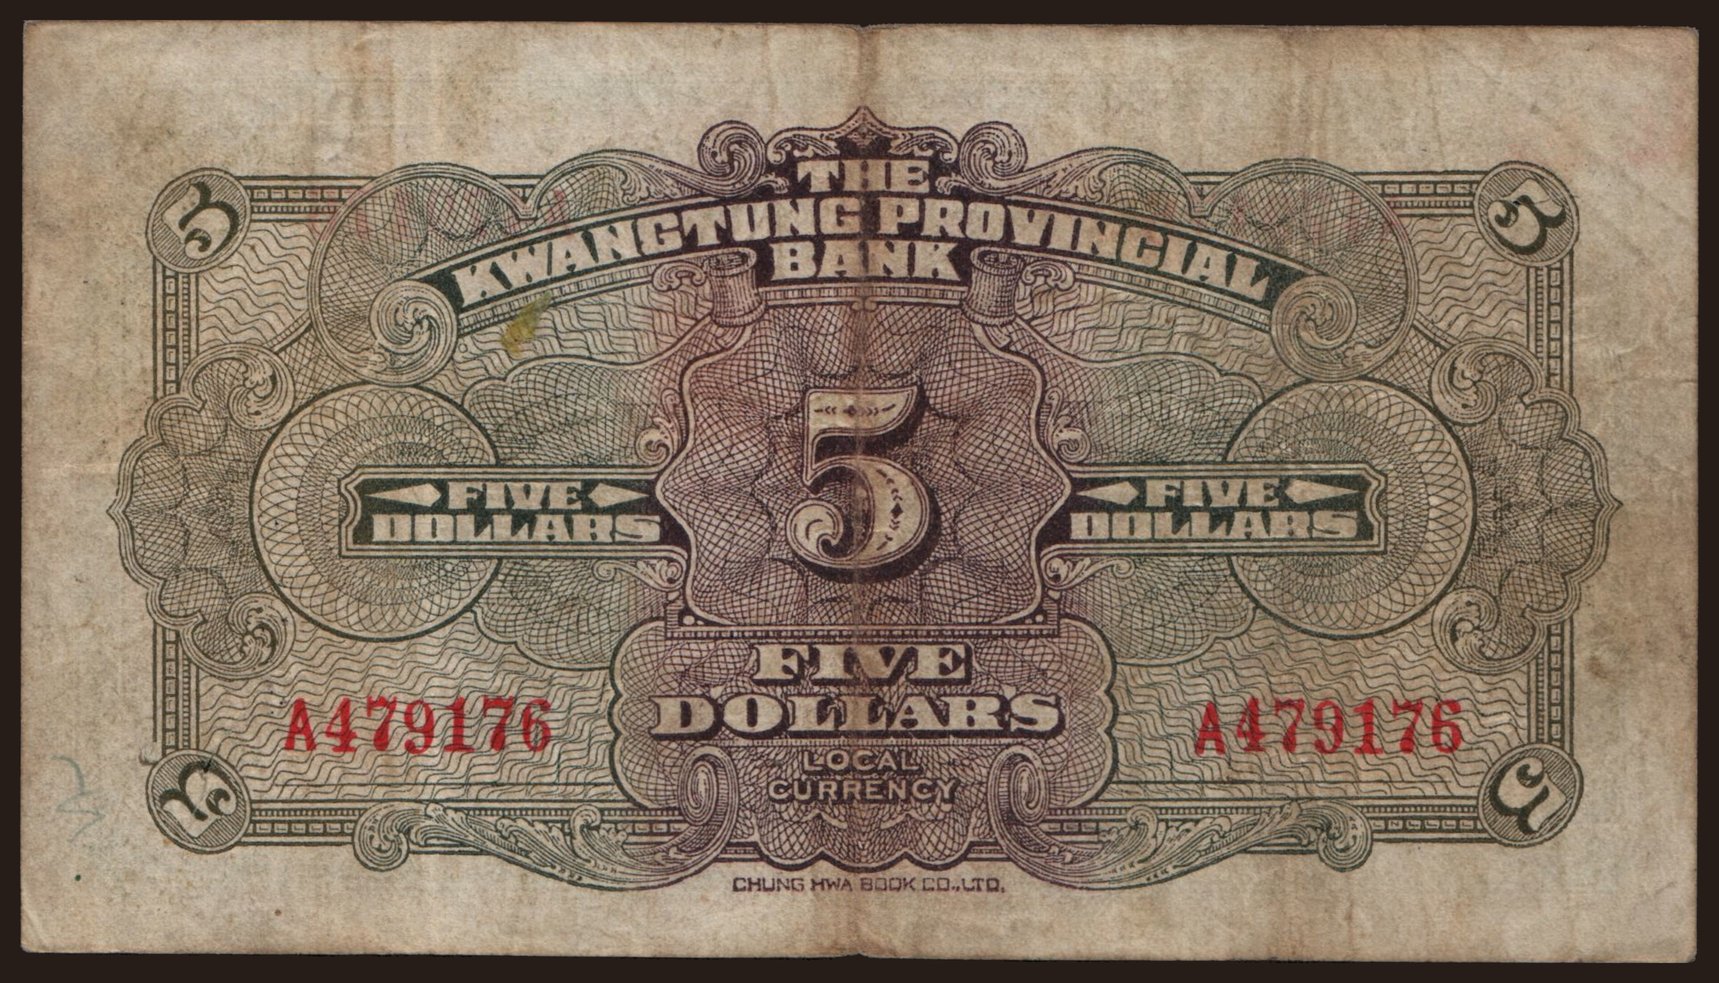 5
5
THE
KWANGTUNG PROVINCIAL
BANK
5
FIVE
DOLLARS
FIVE
DOLLARS
FIVE
DOLLARS
A479176
A479176
LOCAL
CURRENCY
5
5
CHUNG HWA BOOK CO., LTD.